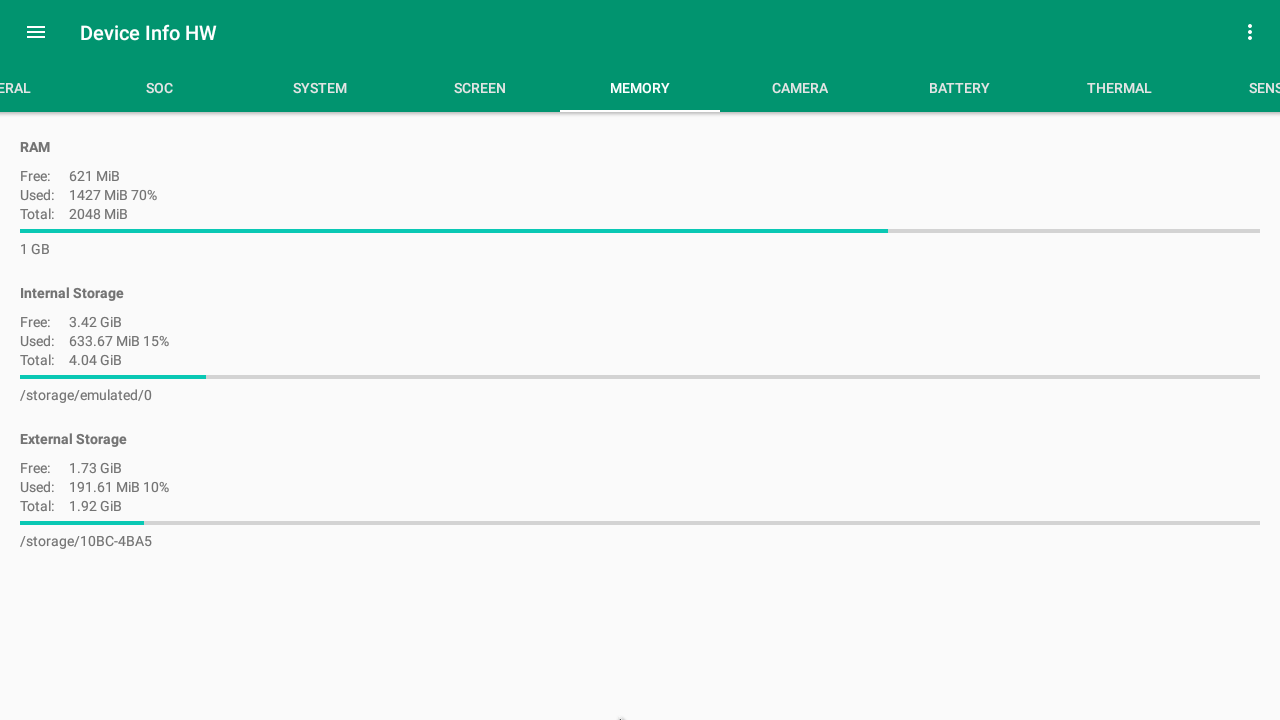 Device Info HW
ERAL SOC SYSTEM SCREEN MEMORY CAMERA BATTERY THERMAL SENS
RAM
Free: 621 MiB
Used: 1427 MiB 70%
Total: 2048 MiB
1 GB
Internal Storage
Free: 3.42 GiB
Used: 633.67 MiB 15%
Total: 4.04 GiB
/storage/emulated/0
External Storage
Free: 1.73 GiB
Used: 191.61 MiB 10%
Total: 1.92 GiB
/storage/10BC-4BA5